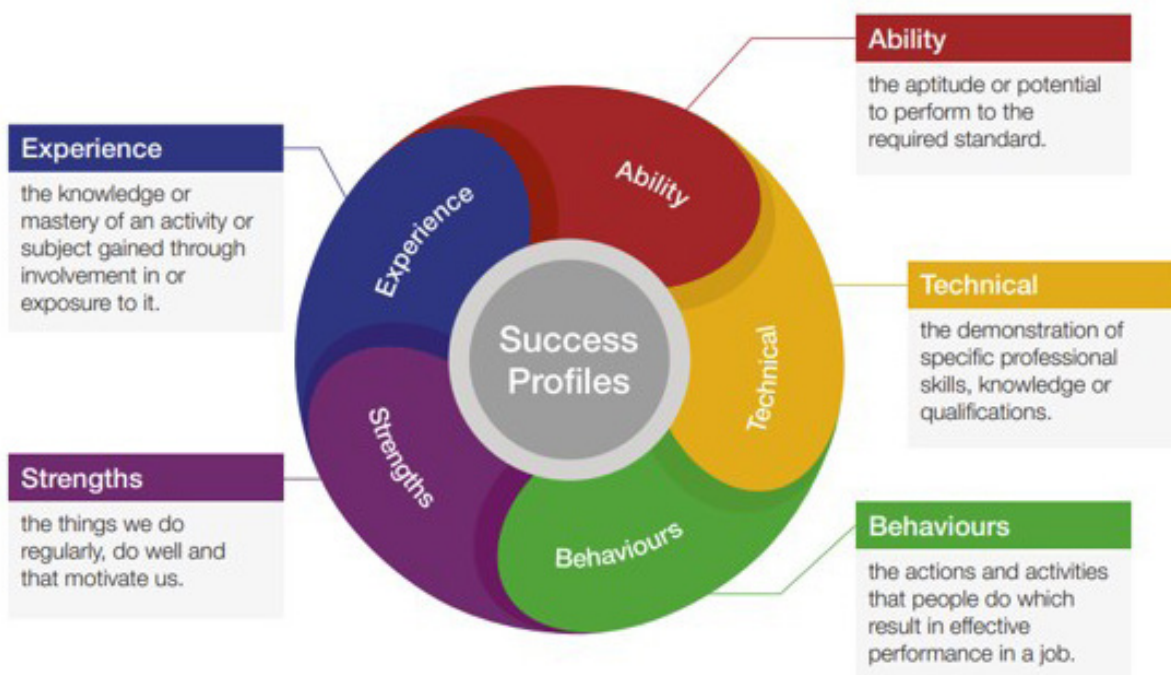 Ability
the aptitude or potential
to perform to the
required standard.
Experience
the knowledge or
mastery of an activity or
subject gained through
involvement in or
exposure to it.
Ability
Experience
Technical
the demonstration of
specific professional
skills, knowledge or
qualifications.
Success
Profiles
Technical
Strengths
Strengths
the things we do
regularly, do well and
that motivate us.
Behaviours
Behaviours
the actions and activities
that people do which
result in effective
performance in a job.